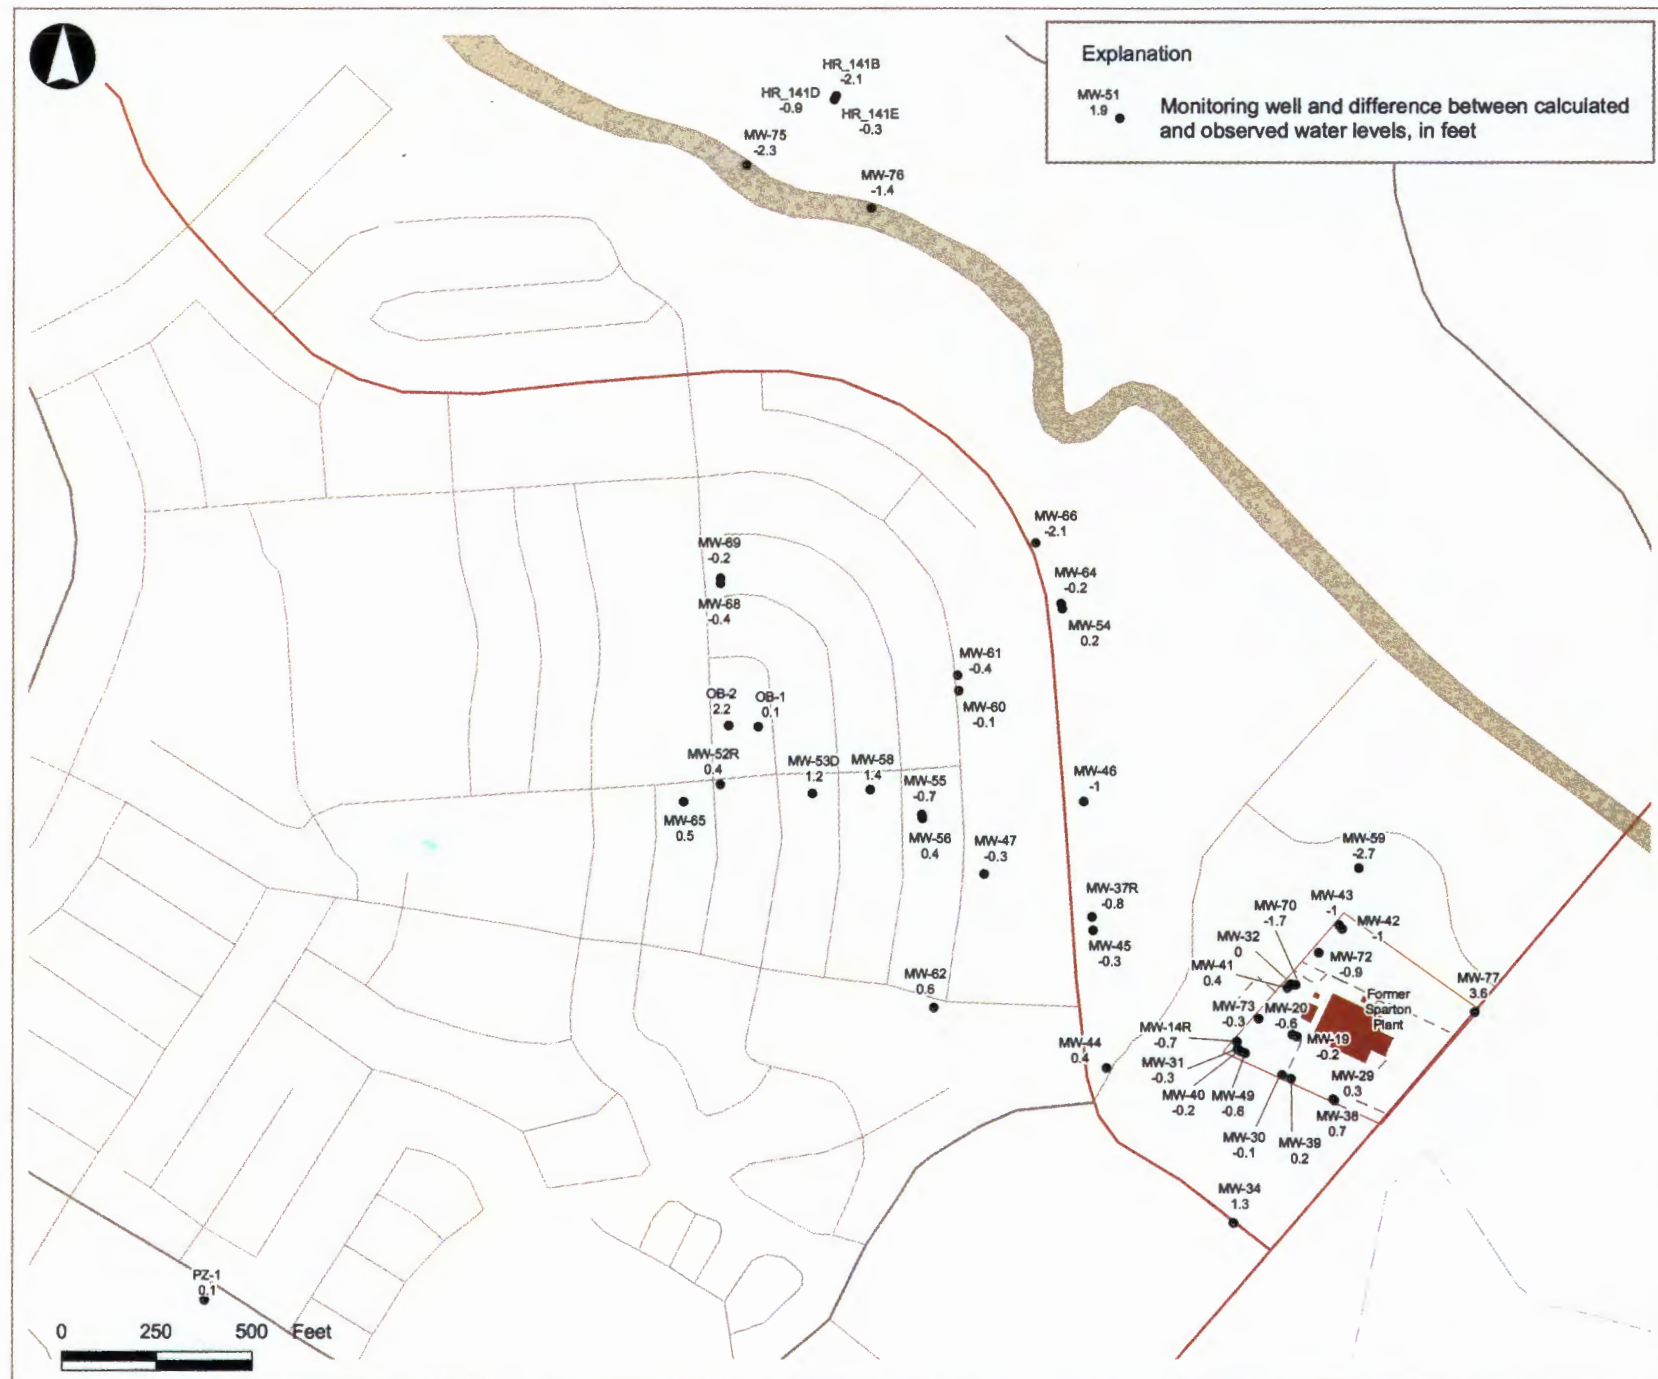 Explanation
MW-51
1.9
Monitoring well and difference between calculated
and observed water levels, in feet
HR_141B
-2.1
HR_141D
-0.9
HR_141E
-0.3
MW-75
-2.3
MW-76
-1.4
MW-66
-2.1
MW-69
-0.2
MW-68
-0.4
MW-64
-0.2
MW-54
0.2
MW-61
-0.4
MW-60
-0.1
OB-2
2.2
OB-1
0.1
MW-52R
0.4
MW-53D
1.2
MW-58
1.4
MW-55
-0.7
MW-65
0.5
MW-56
0.4
MW-46
-1
MW-47
-0.3
MW-59
-2.7
MW-37R
-0.8
MW-45
-0.3
MW-43
-1
MW-70
-1.7
MW-42
-1
MW-32
0
MW-72
-0.9
MW-41
0.4
MW-62
0.6
MW-77
3.6
Former
Sparton
Plant
MW-73
-0.3
MW-20
-0.6
MW-14R
-0.7
MW-19
-0.2
MW-44
0.4
MW-31
-0.3
MW-29
0.3
MW-40
-0.2
MW-49
-0.6
MW-38
0.7
MW-30
-0.1
MW-39
0.2
MW-34
1.3
PZ-1
0.1
0 250 500 Feet